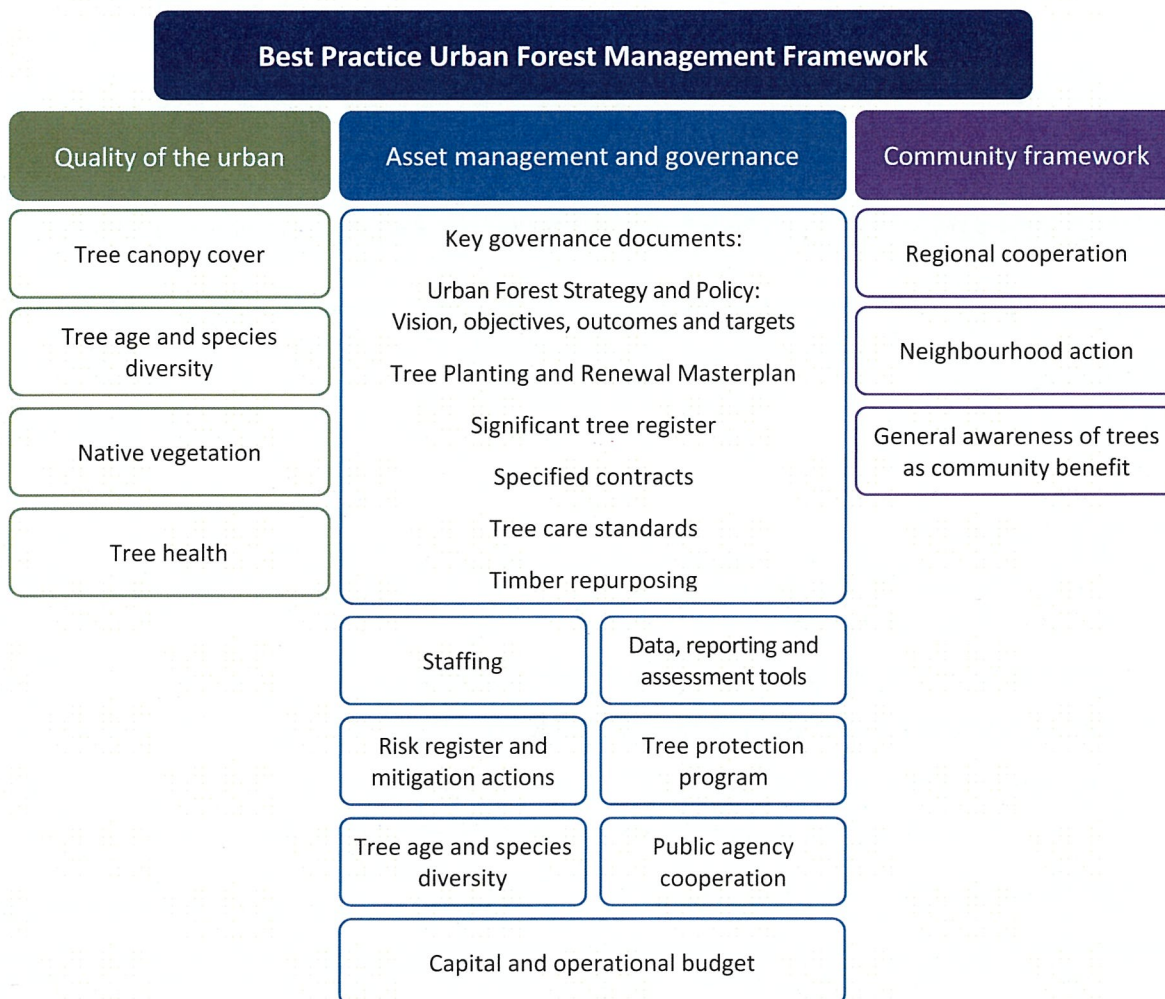 Best Practice Urban Forest Management Framework
Quality of the urban
Tree canopy cover
Tree age and species
diversity
Native vegetation
Tree health
Asset management and governance
Key governance documents:
Urban Forest Strategy and Policy:
Vision, objectives, outcomes and targets
Tree Planting and Renewal Masterplan
Significant tree register
Specified contracts
Tree care standards
Timber repurposing
Staffing
Data, reporting and
assessment tools
Risk register and
mitigation actions
Tree protection
program
Tree age and species
diversity
Public agency
cooperation
Capital and operational budget
Community framework
Regional cooperation
Neighbourhood action
General awareness of trees
as community benefit